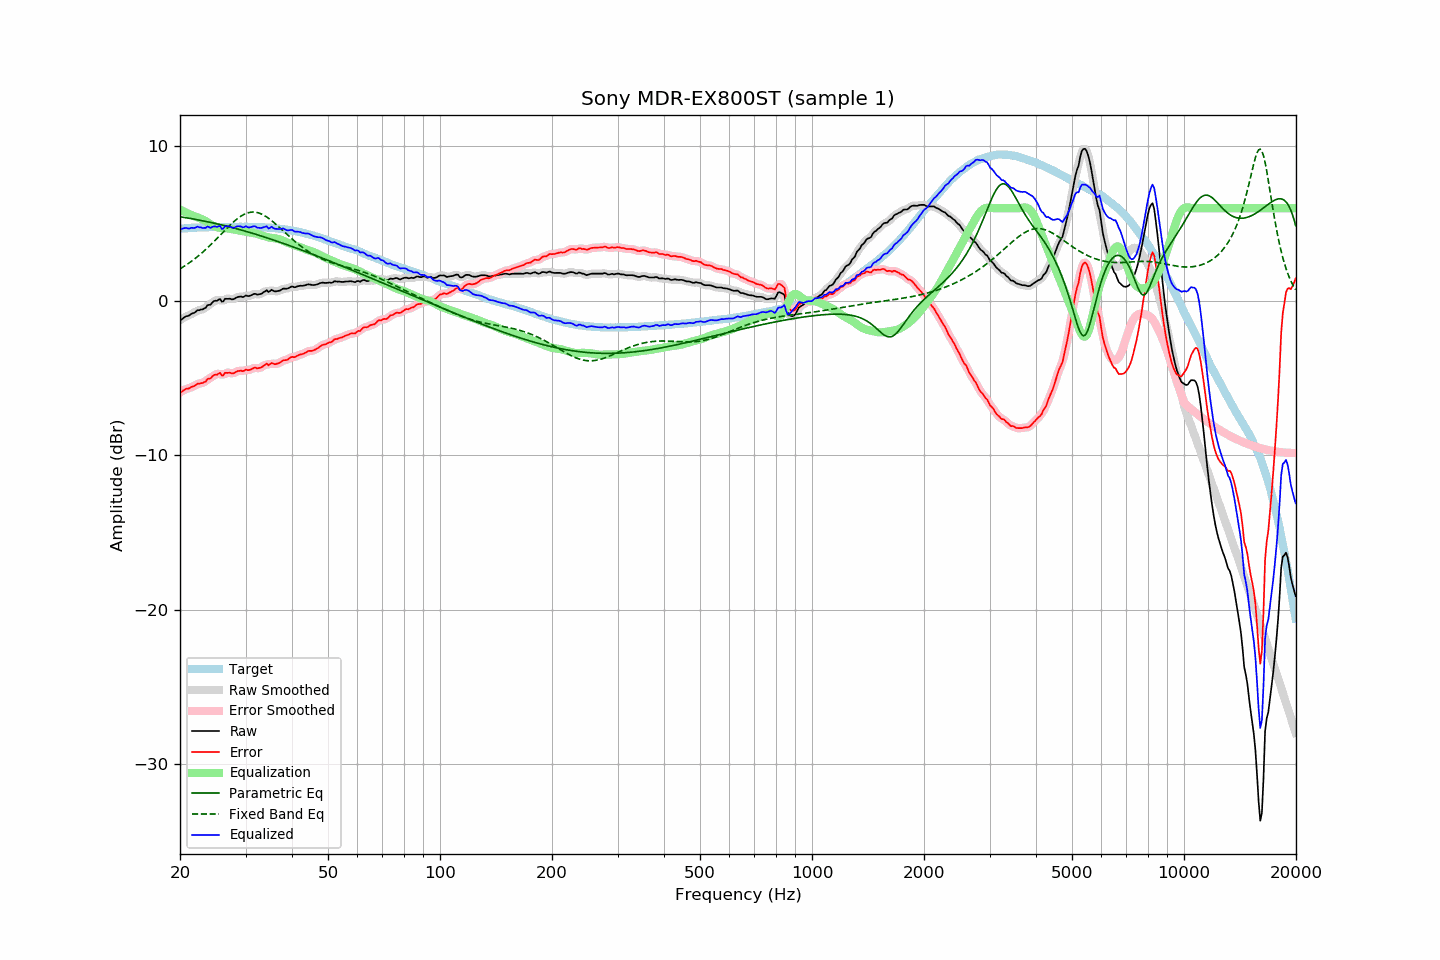 Sony MDR-EX800ST (sample 1)
10
0
−10
−20
−30
Amplitude (dBr)
Target
Raw Smoothed
Error Smoothed
Raw
Error
Equalization
Parametric Eq
Fixed Band Eq
Equalized
20 50 100 200 500 1000 2000 5000 10000 20000
Frequency (Hz)